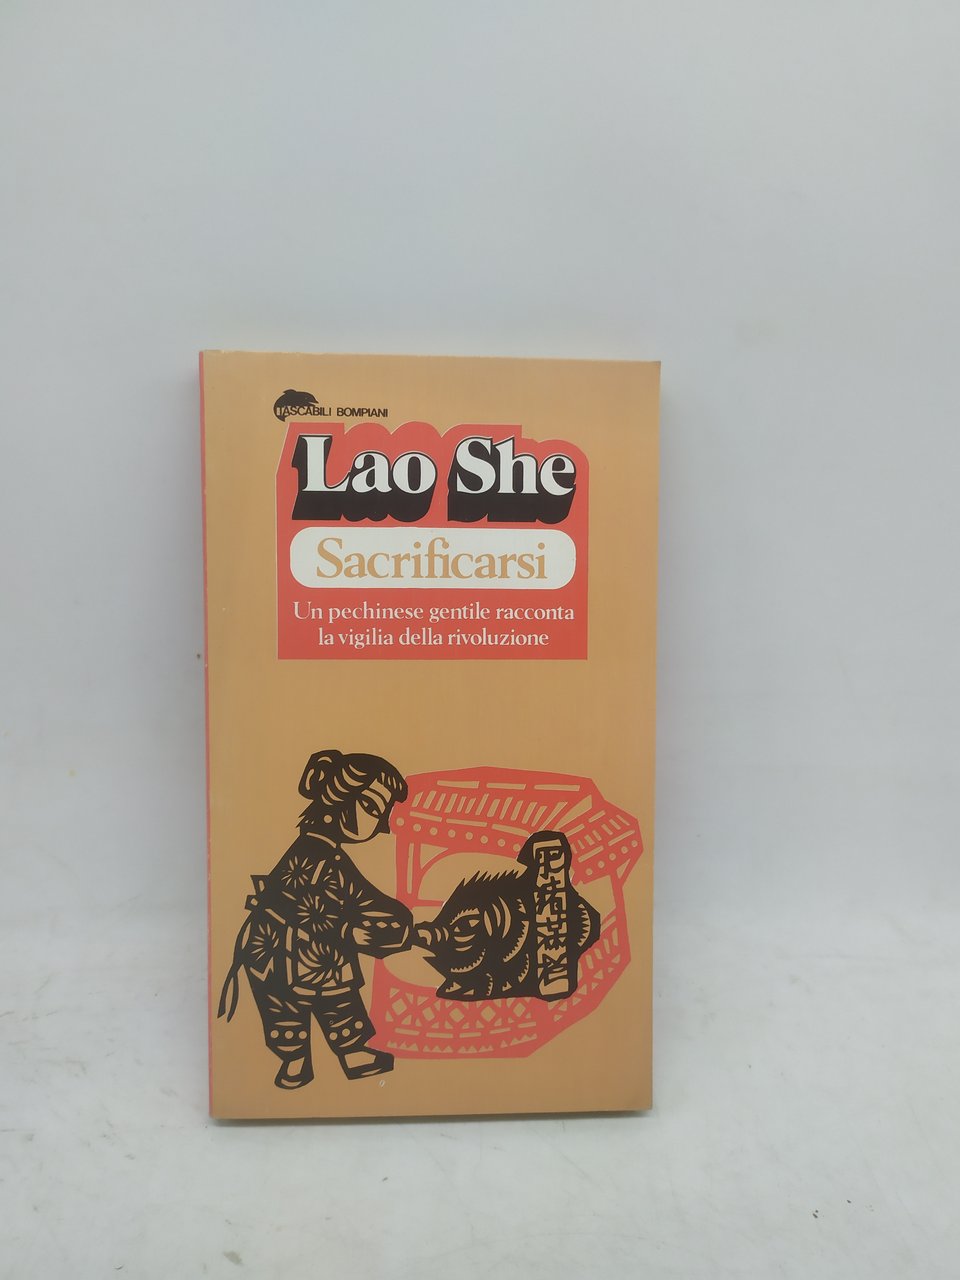 TASCABILI BOMPIANI
Lao She
Sacrificarsi
Un pechinese gentile racconta
la vigilia della rivoluzione